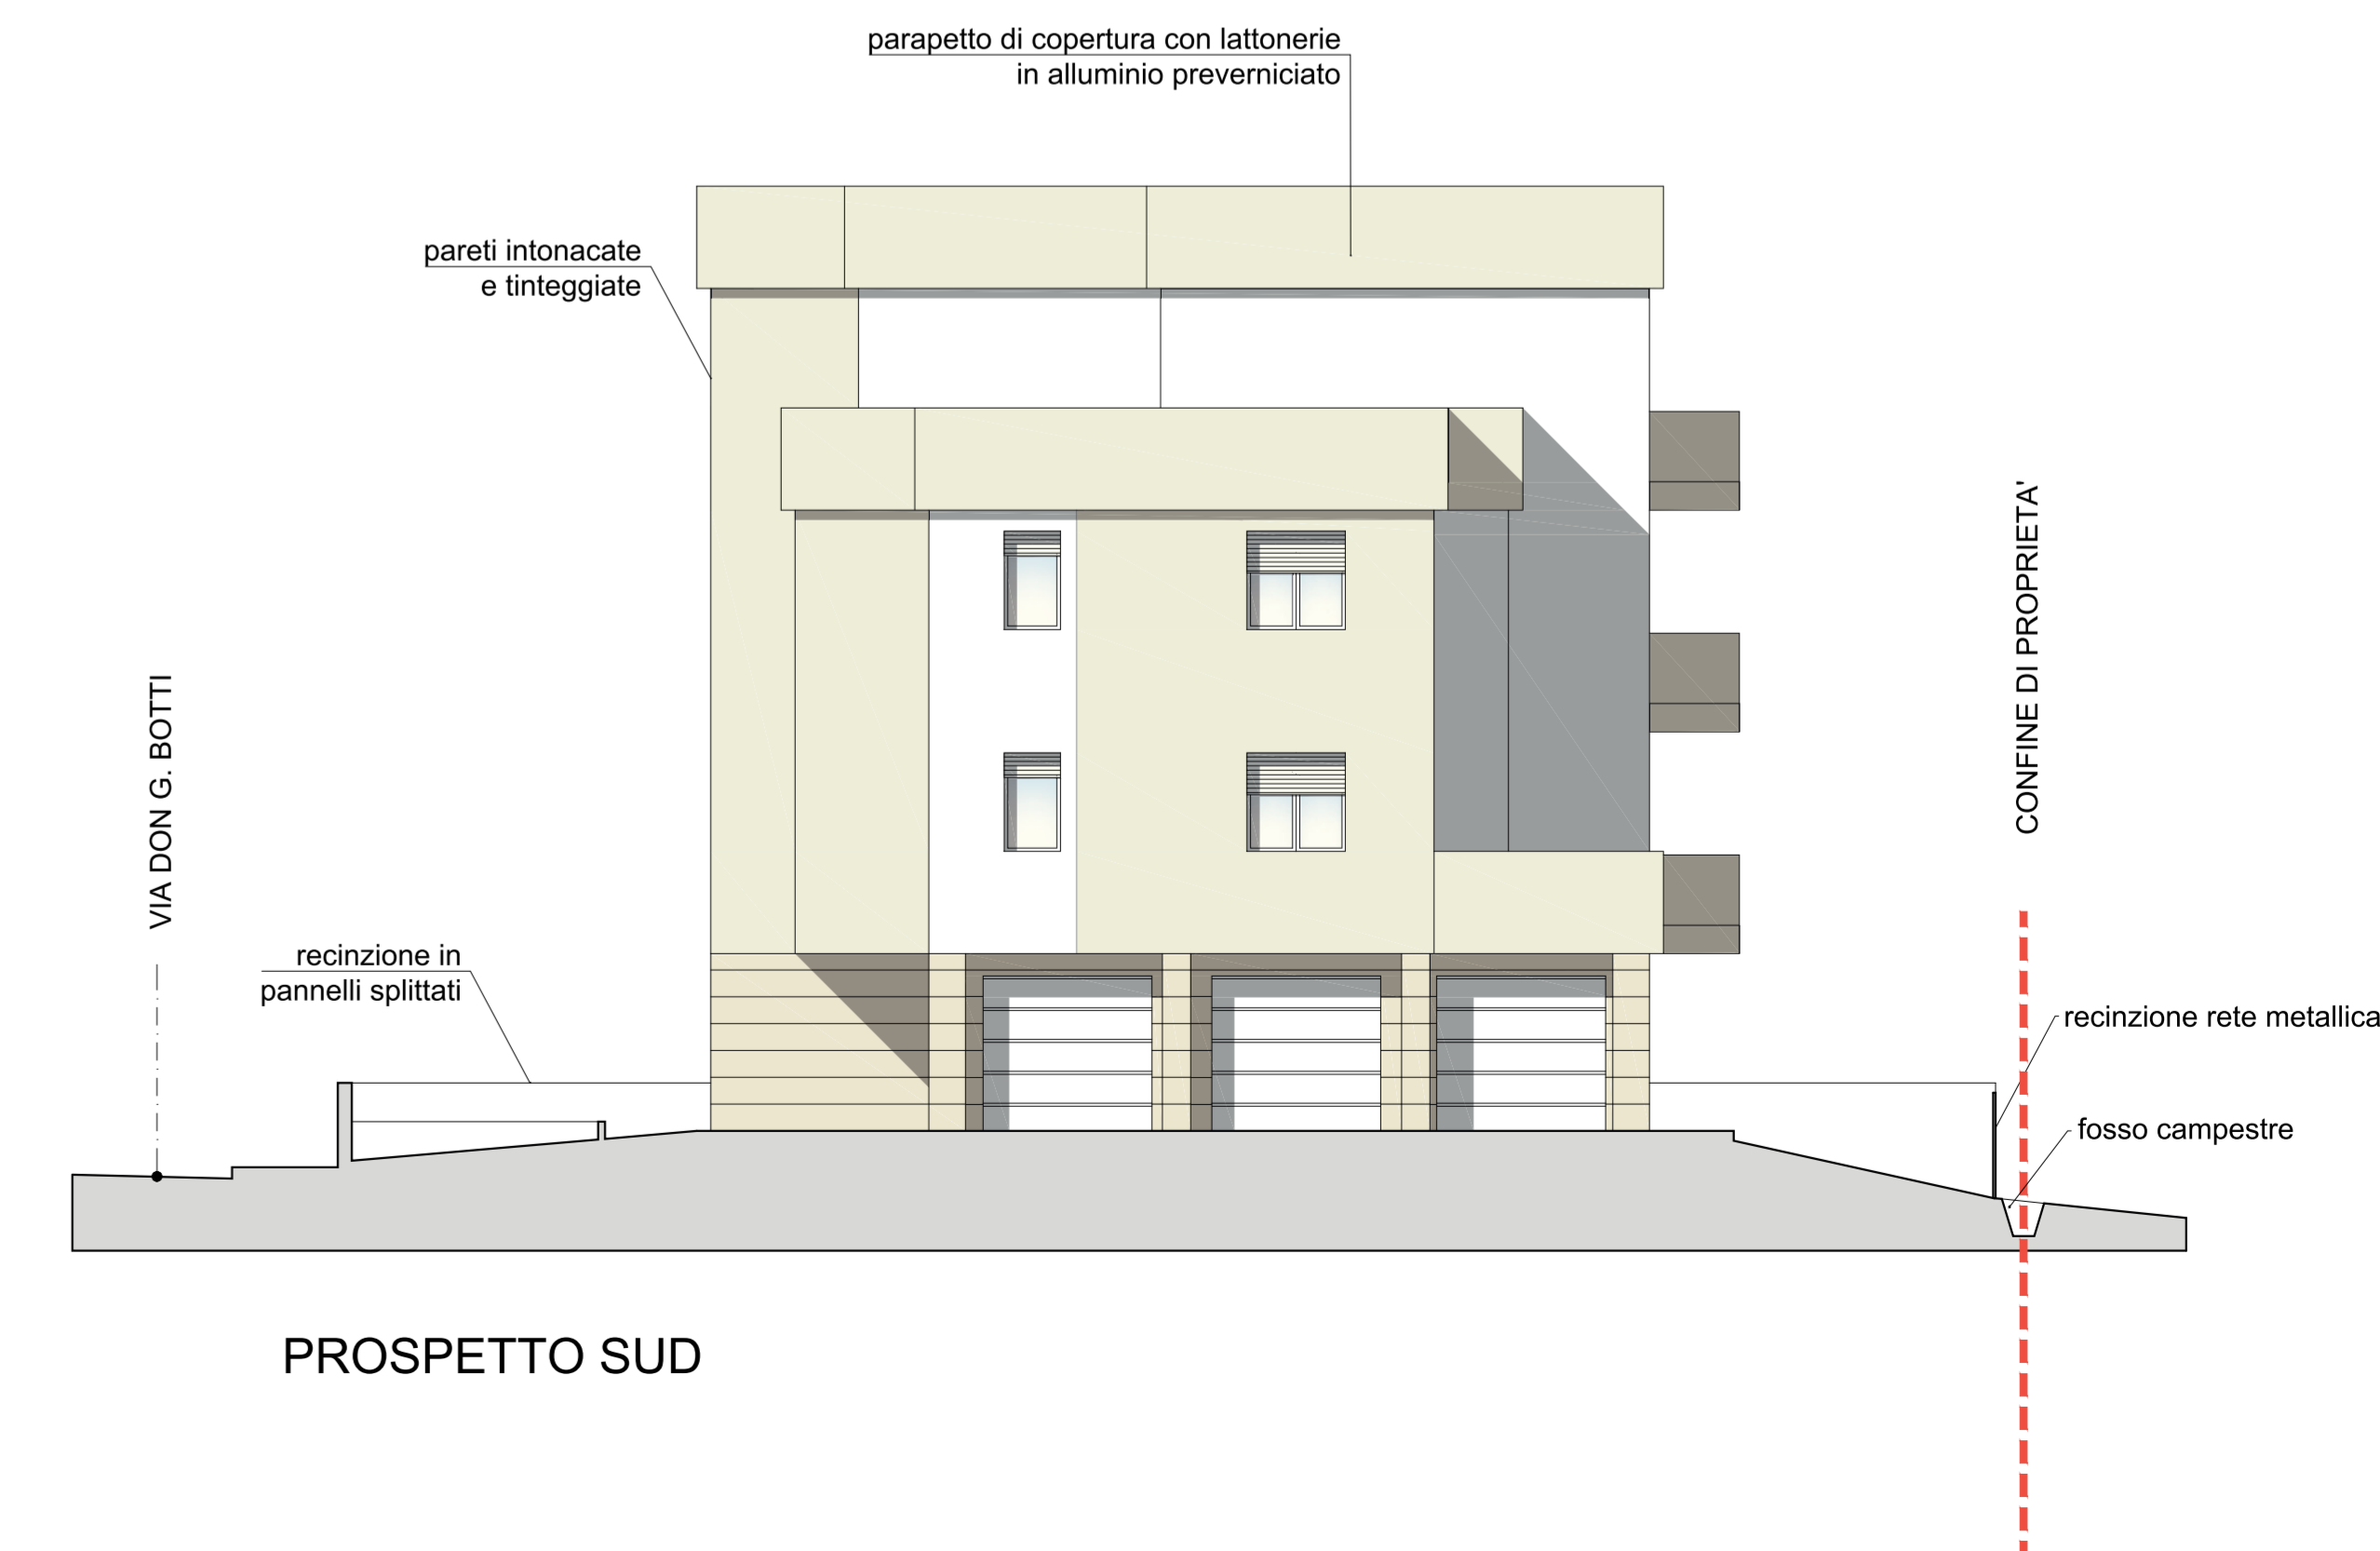 parapetto di copertura con lattonerie
in alluminio preverniciato
pareti intonacate
e tinteggiate
VIA DON G. BOTTI
CONFINE DI PROPRIETA'
recinzione in
pannelli splittati
recinzione rete metallica
fosso campestre
PROSPETTO SUD